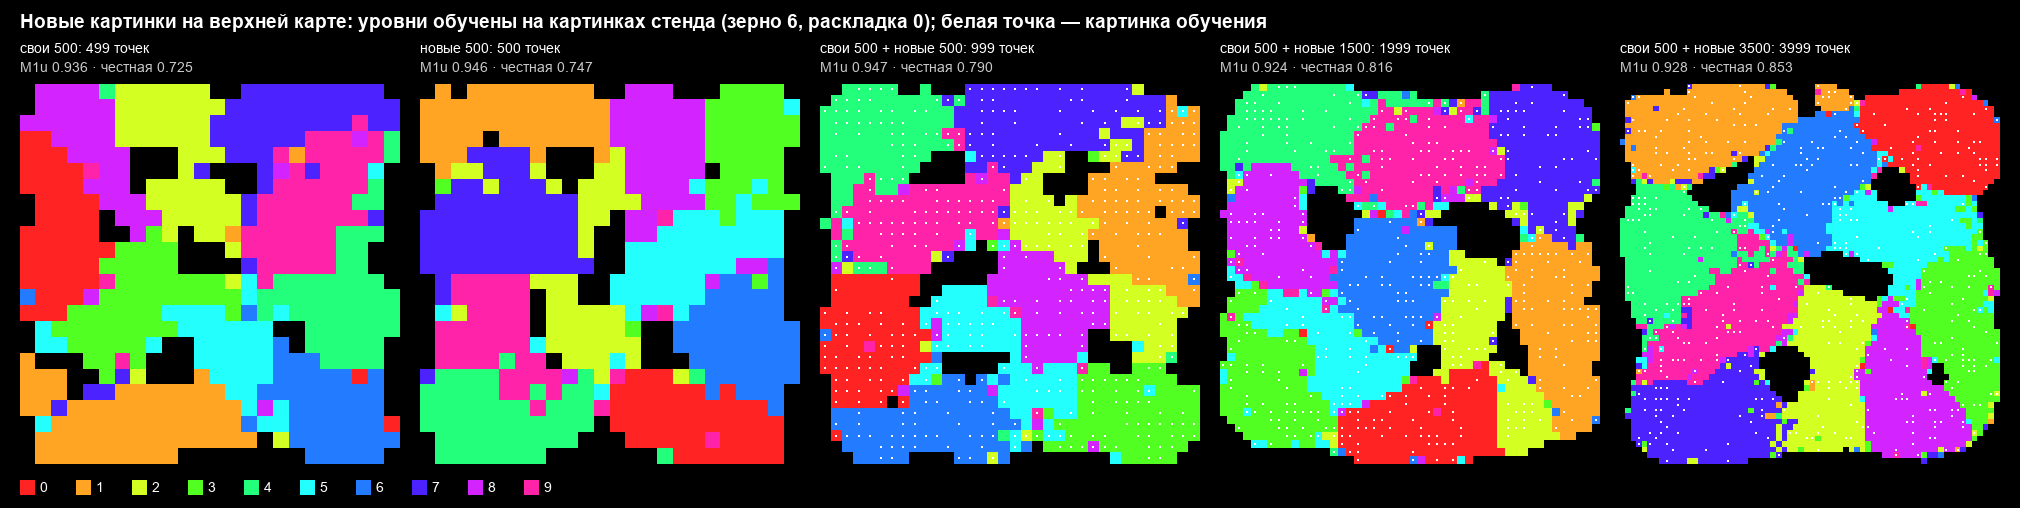 Новые картинки на верхней карте: уровни обучены на картинках стенда (зерно 6, раскладка 0); белая точка — картинка обучения
свои 500: 499 точек
M1u 0.936 · честная 0.725
новые 500: 500 точек
M1u 0.946 · честная 0.747
свои 500 + новые 500: 999 точек
M1u 0.947 · честная 0.790
свои 500 + новые 1500: 1999 точек
M1u 0.924 · честная 0.816
свои 500 + новые 3500: 3999 точек
M1u 0.928 · честная 0.853
0 1 2 3 4 5 6 7 8 9